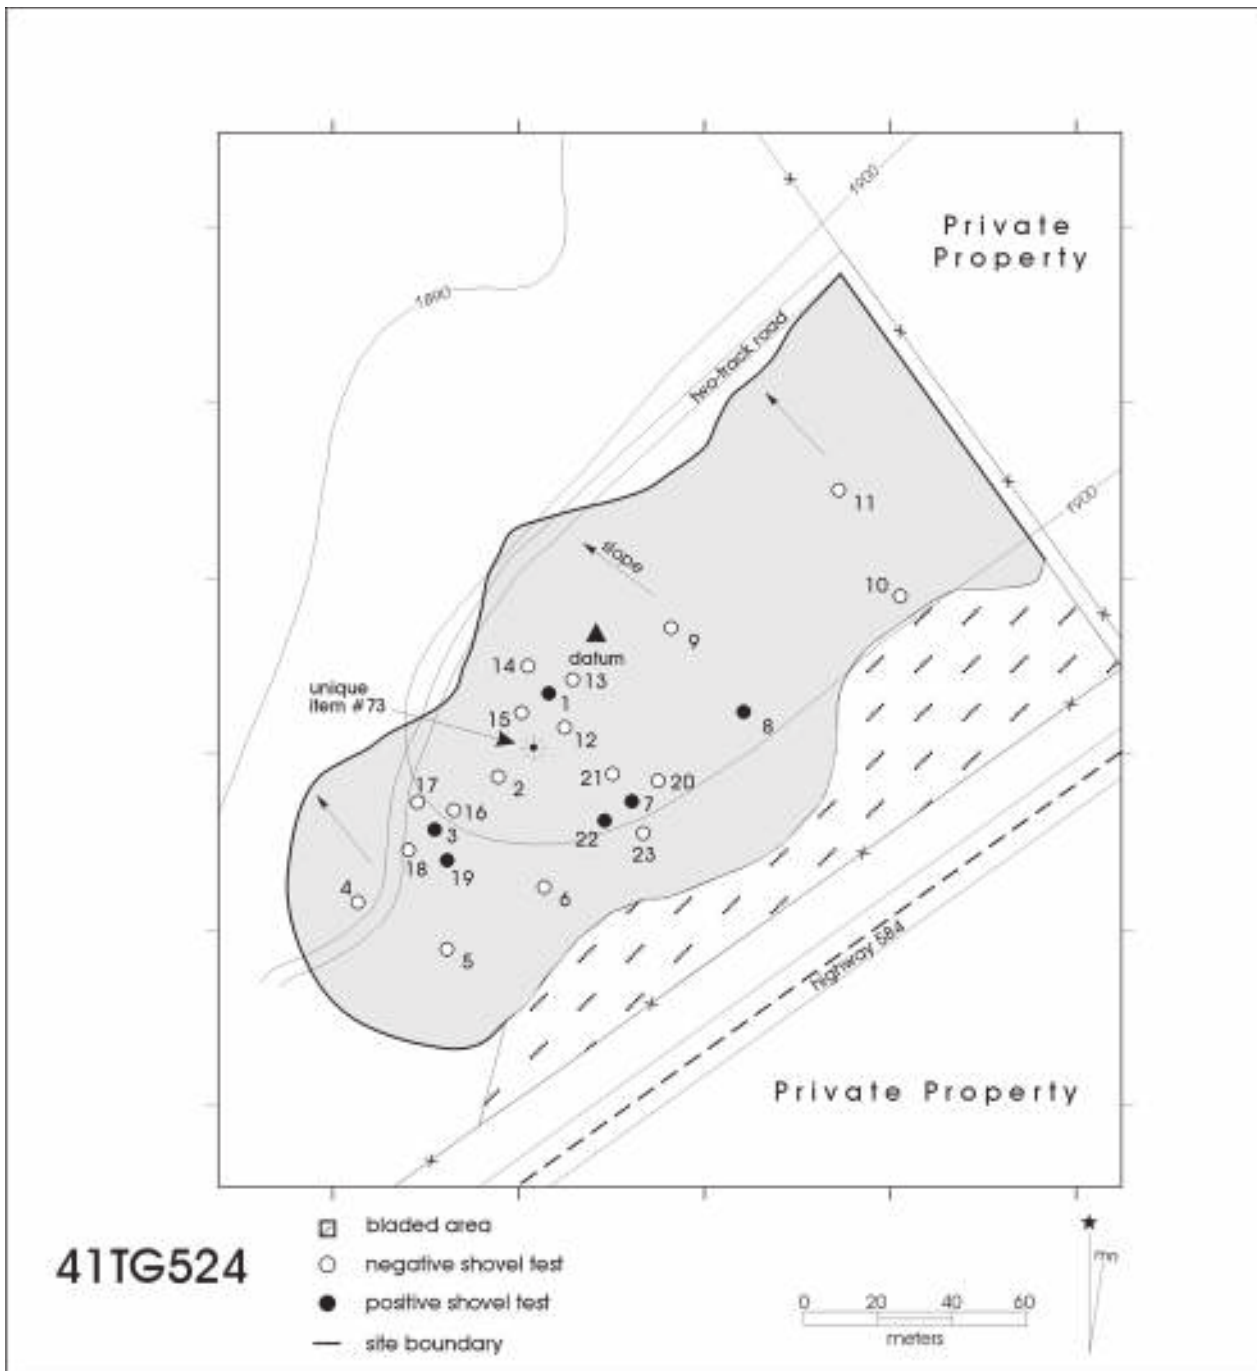 1900
Private
Property
1890
two-track road
11
1900
slope
10
9
datum
14
13
unique
item #73
1
15
12
8
17
2
21
20
16
7
3
22
23
18
19
4
6
5
highway 584
Private Property
41TG524
bladed area
negative shovel test
positive shovel test
site boundary
0 20 40 60
meters
mn